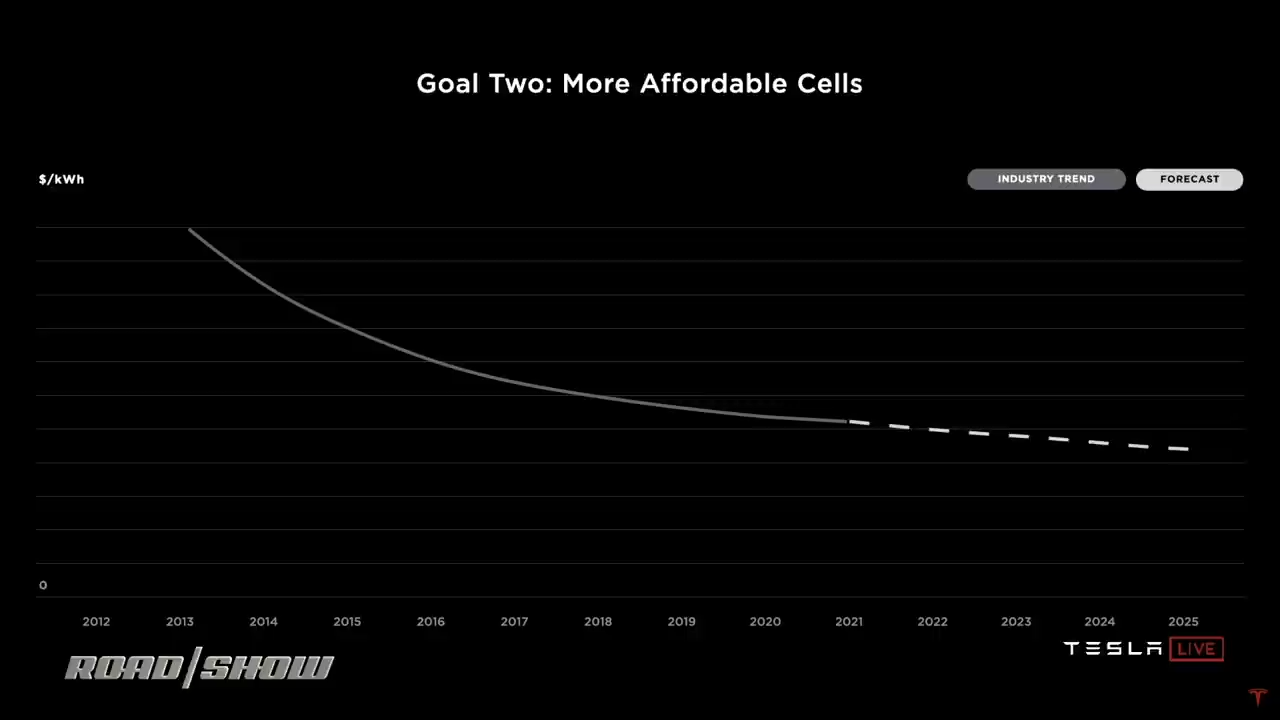 Goal Two: More Affordable Cells
$/kWh
INDUSTRY TREND
FORECAST
0
2012 2013 2014 2015 2016 2017 2018 2019 2020 2021 2022 2023 2024 2025
ROAD/SHOW
TESLA LIVE